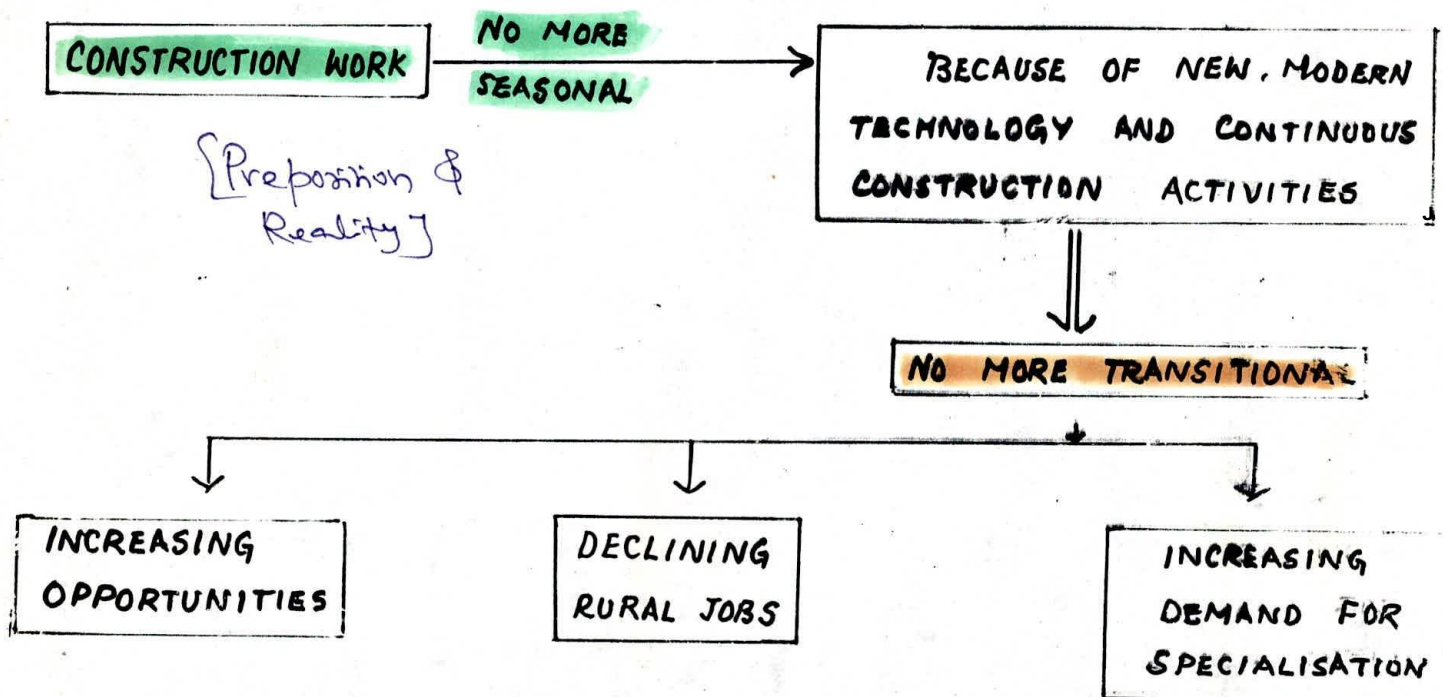 CONSTRUCTION WORK
NO MORE
SEASONAL
BECAUSE OF NEW, MODERN
TECHNOLOGY AND CONTINUOUS
CONSTRUCTION ACTIVITIES
[Preposition &
Reality]
NO MORE TRANSITIONAL
INCREASING
OPPORTUNITIES
DECLINING
RURAL JOBS
INCREASING
DEMAND FOR
SPECIALISATION